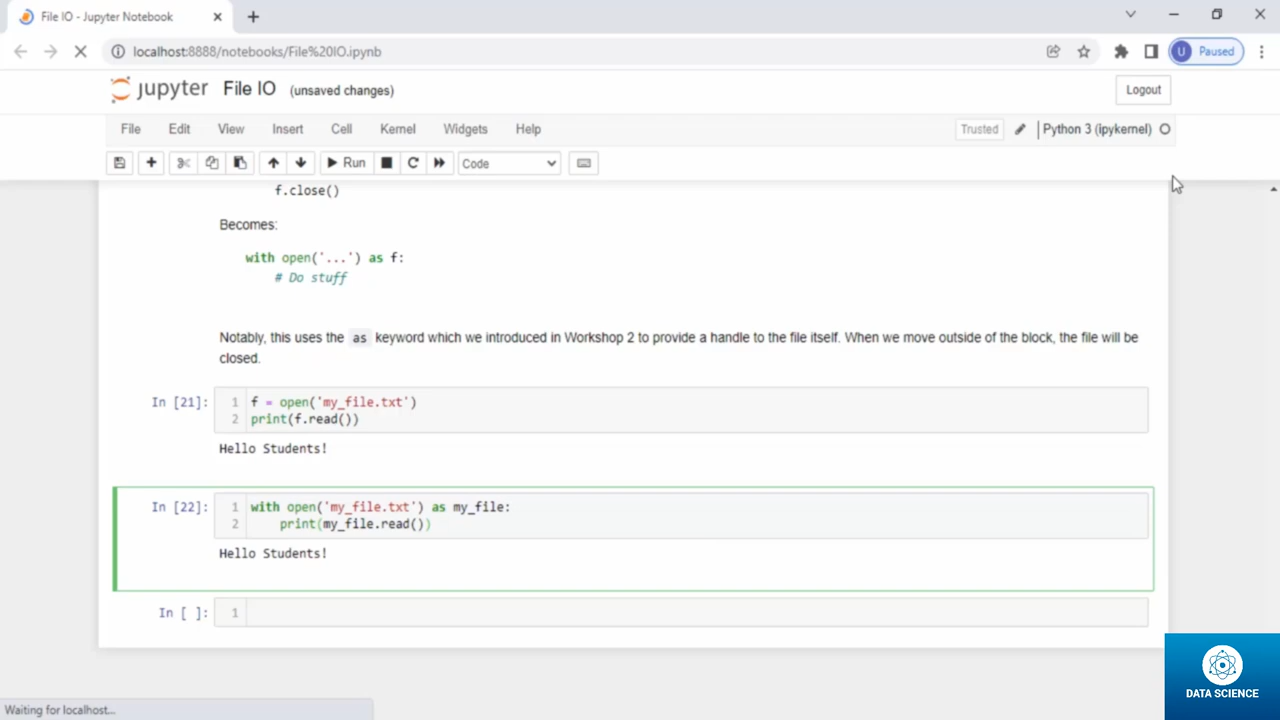 File IO - Jupyter Notebook
localhost:8888/notebooks/File%20IO.ipynb
U Paused
jupyter File IO (unsaved changes)
Logout
File Edit View Insert Cell Kernel Widgets Help
Trusted Python 3 (ipykernel)
Run Code
f.close()
Becomes:
with open('...') as f:
# Do stuff
Notably, this uses the as keyword which we introduced in Workshop 2 to provide a handle to the file itself. When we move outside of the block, the file will be
closed.
In [21]: 1 f = open('my_file.txt')
2 print(f.read())
Hello Students!
In [22]: 1 with open('my_file.txt') as my_file:
2 print(my_file.read())
Hello Students!
In [ ]: 1
DATA SCIENCE
Waiting for localhost...